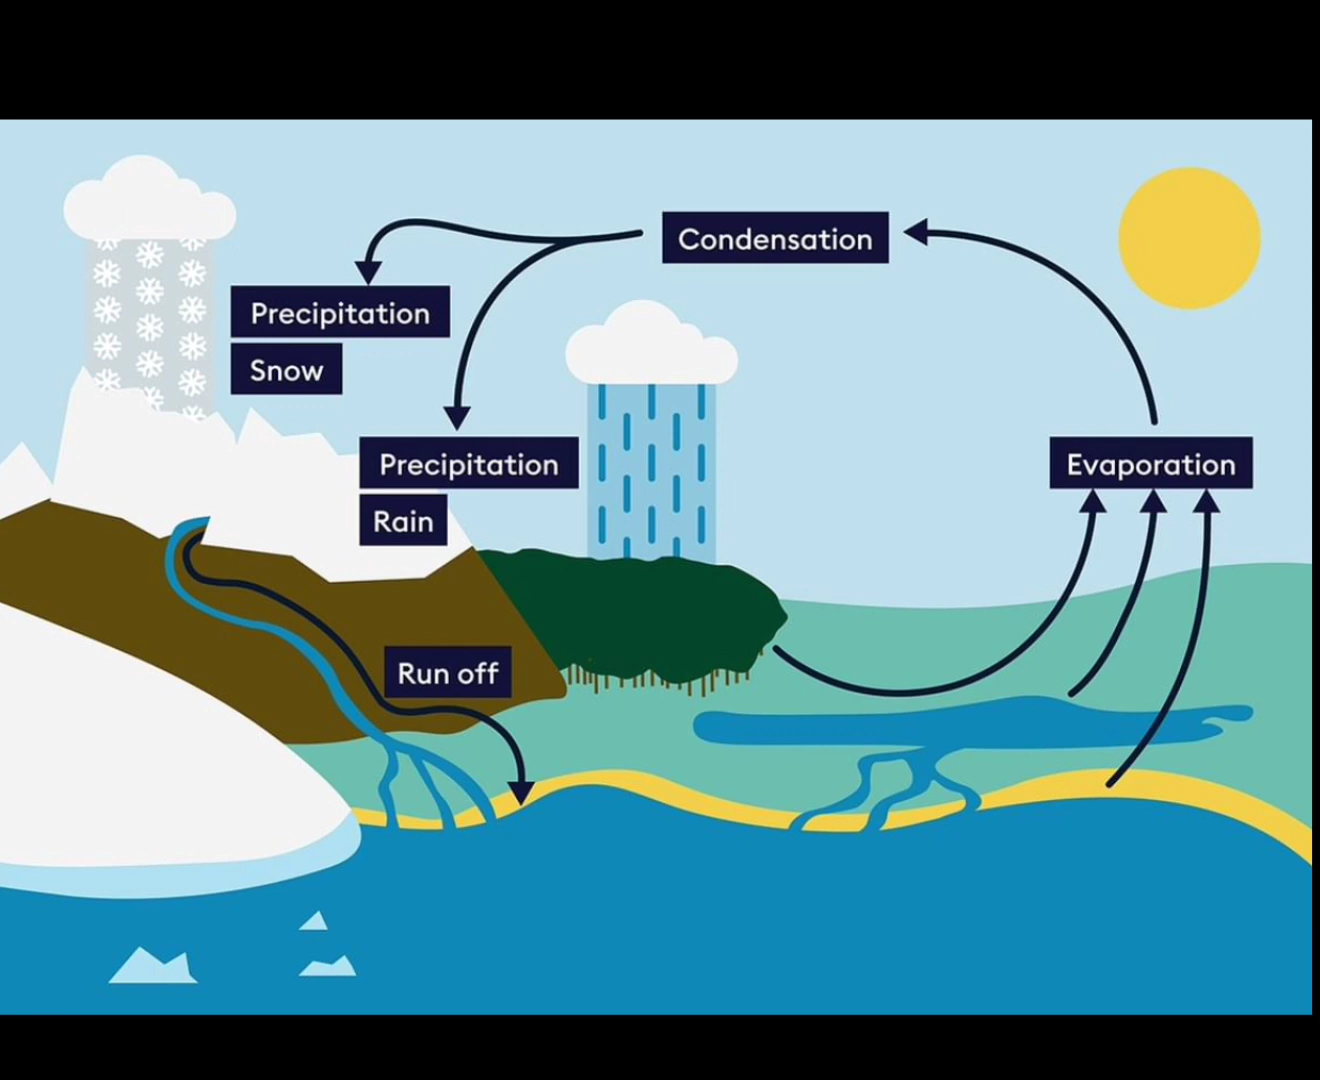 Condensation
Precipitation
Snow
Precipitation
Rain
Evaporation
Run off